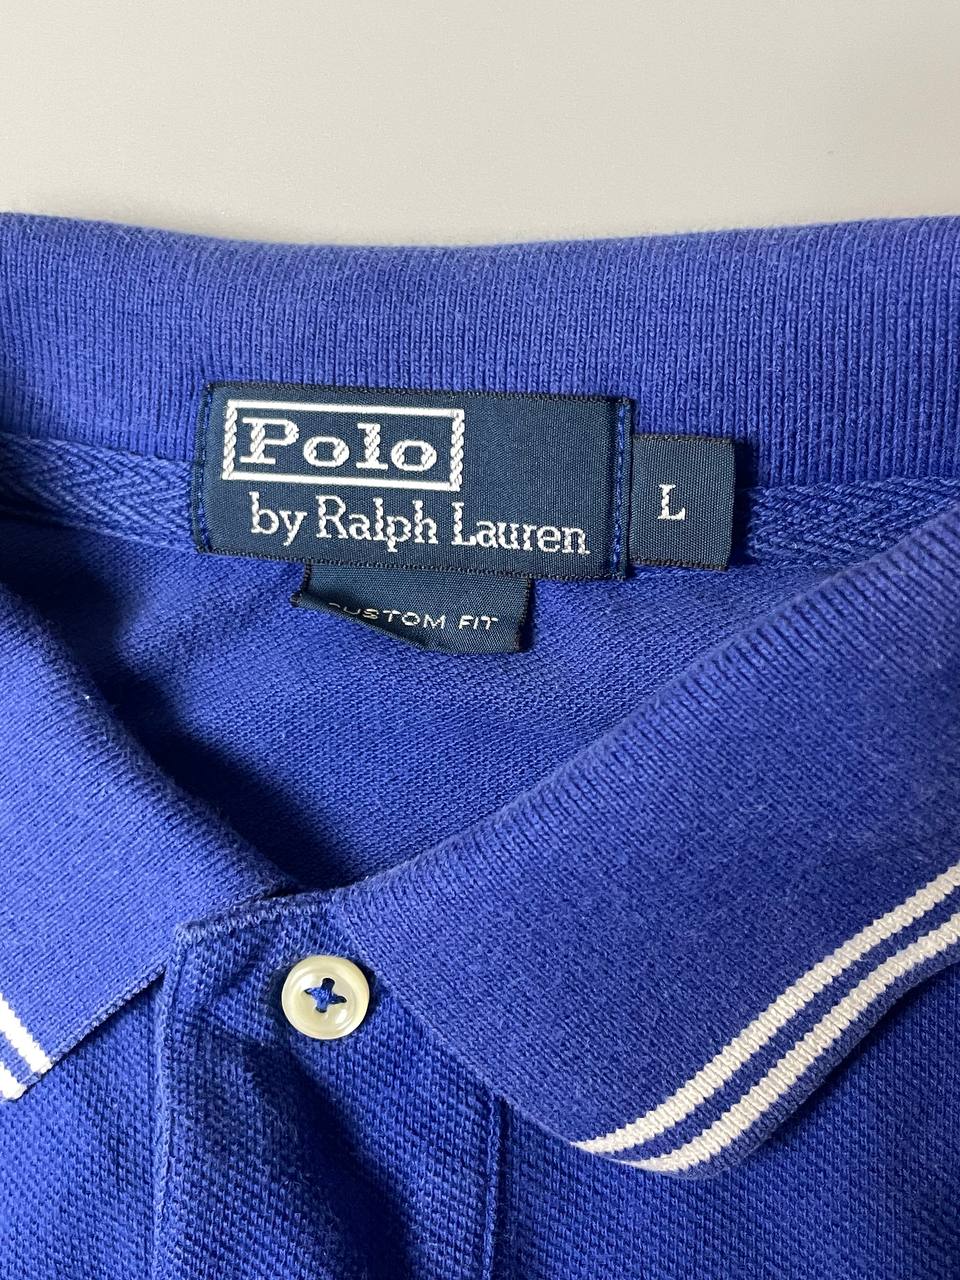 Polo
by Ralph Lauren
L
CUSTOM FIT